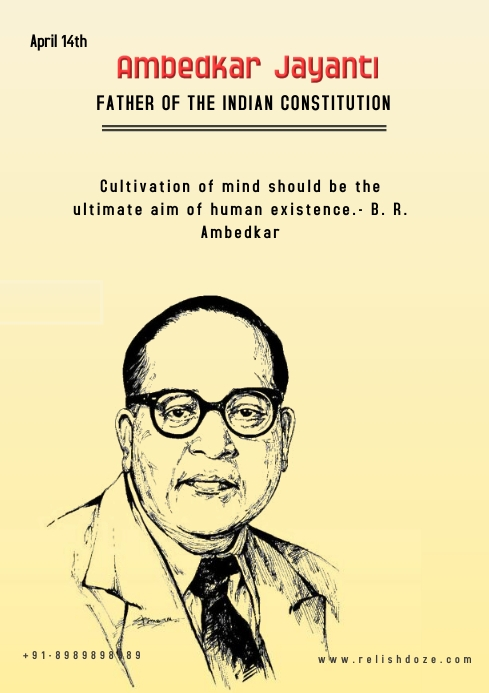 April 14th
Ambedkar Jayanti
FATHER OF THE INDIAN CONSTITUTION
Cultivation of mind should be the
ultimate aim of human existence.- B. R.
Ambedkar
+91-8989898989
www.relishdoze.com